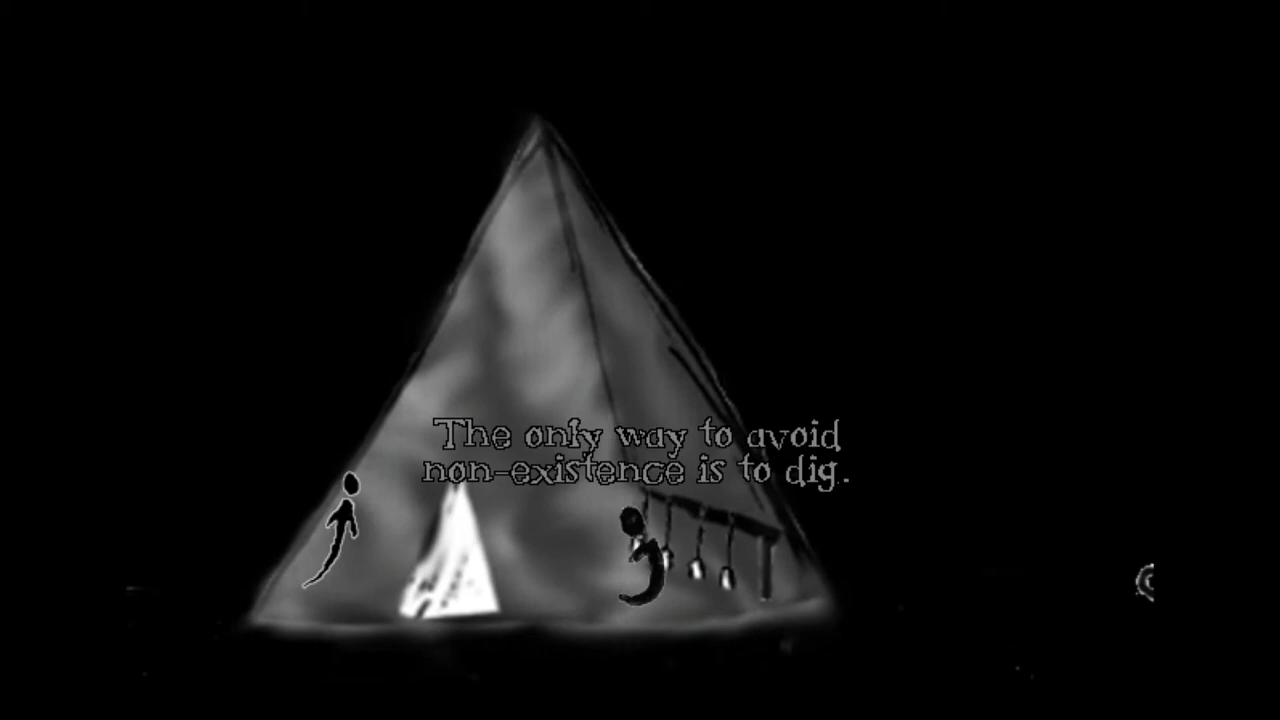 The only way to avoid
non-existence is to dig.